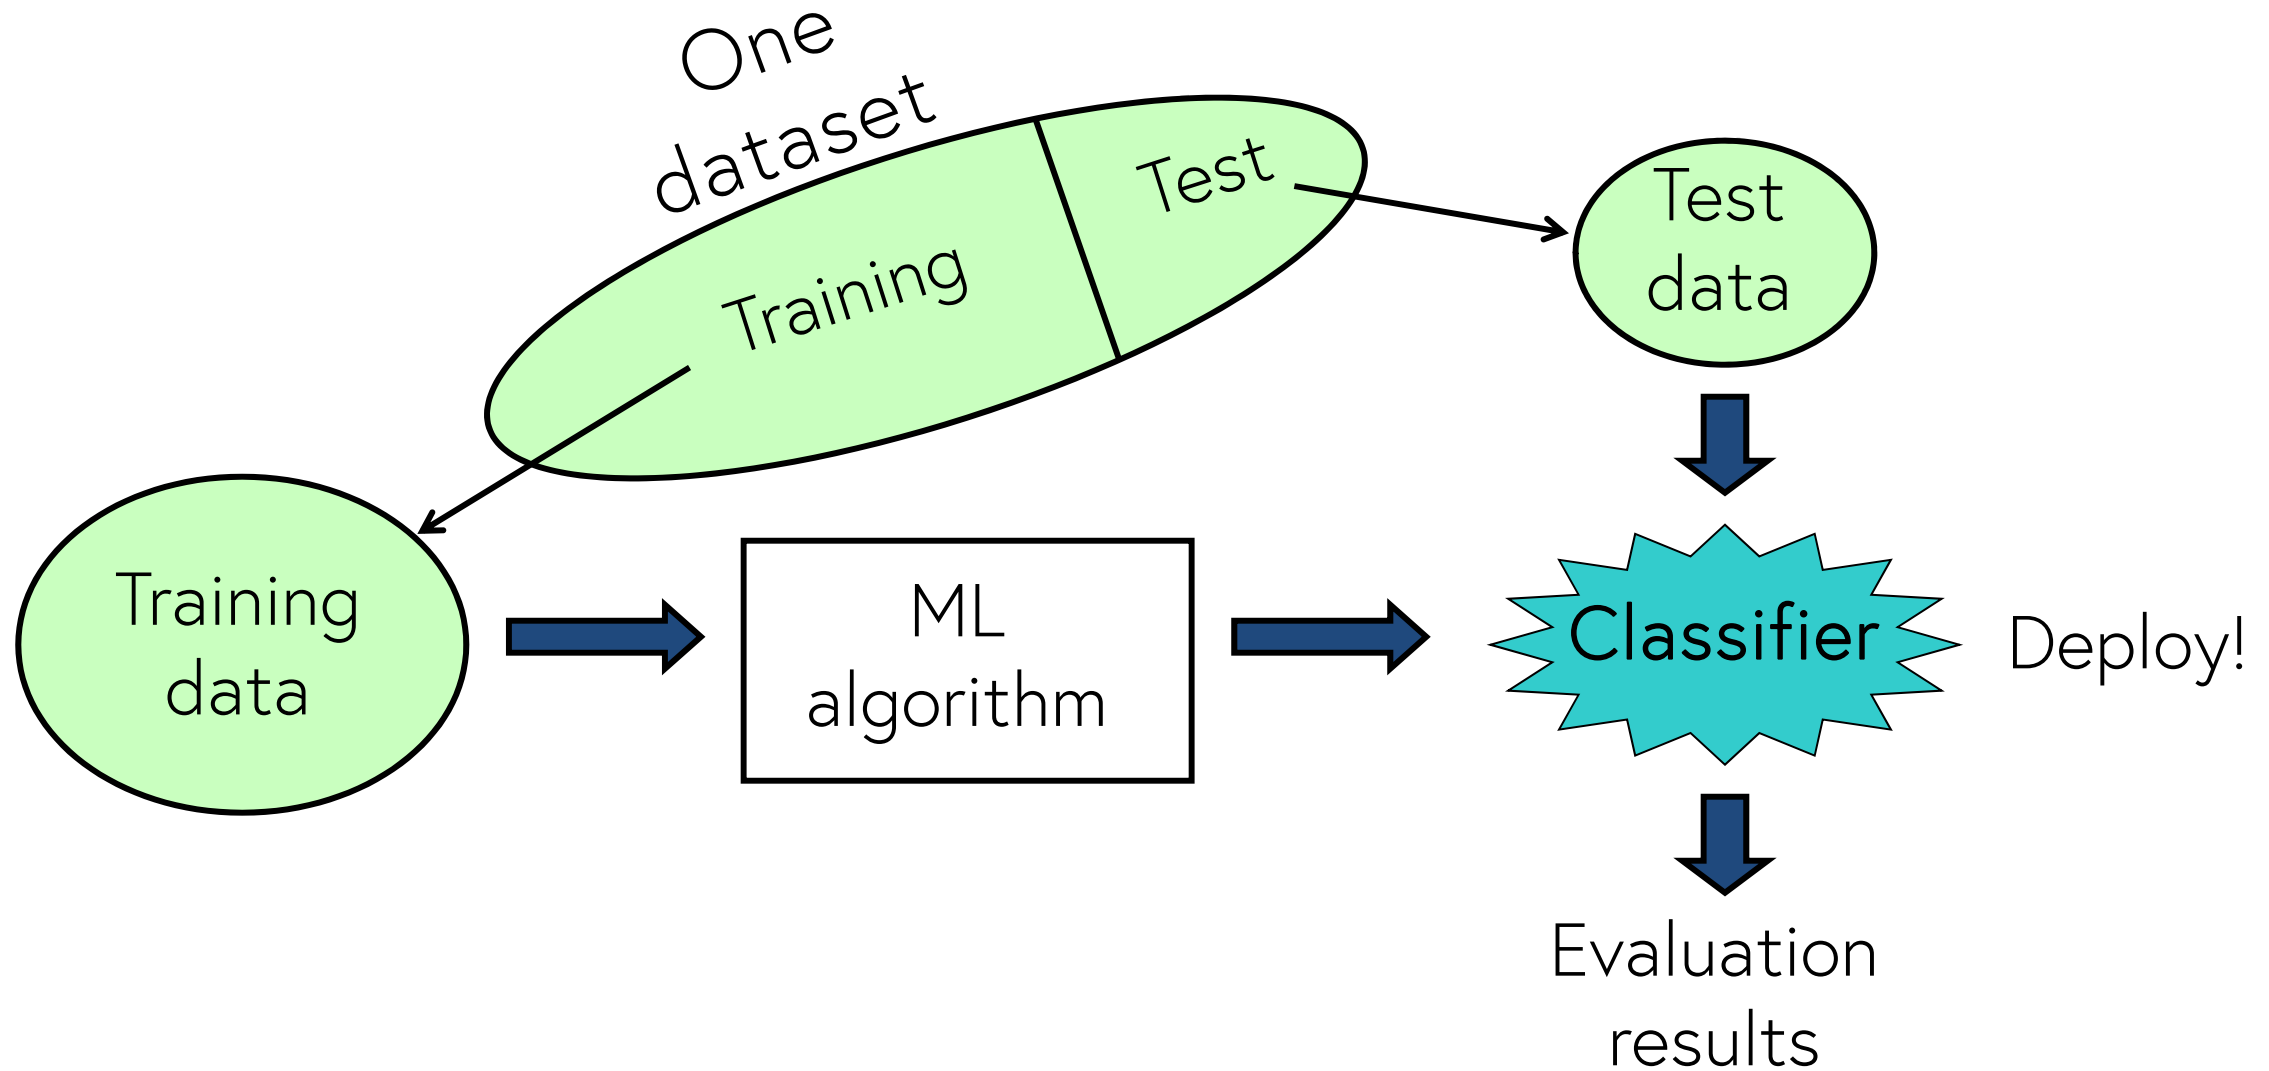 One
dataset
Training
Test
Test
data
Training
data
ML
algorithm
Classifier
Deploy!
Evaluation
results